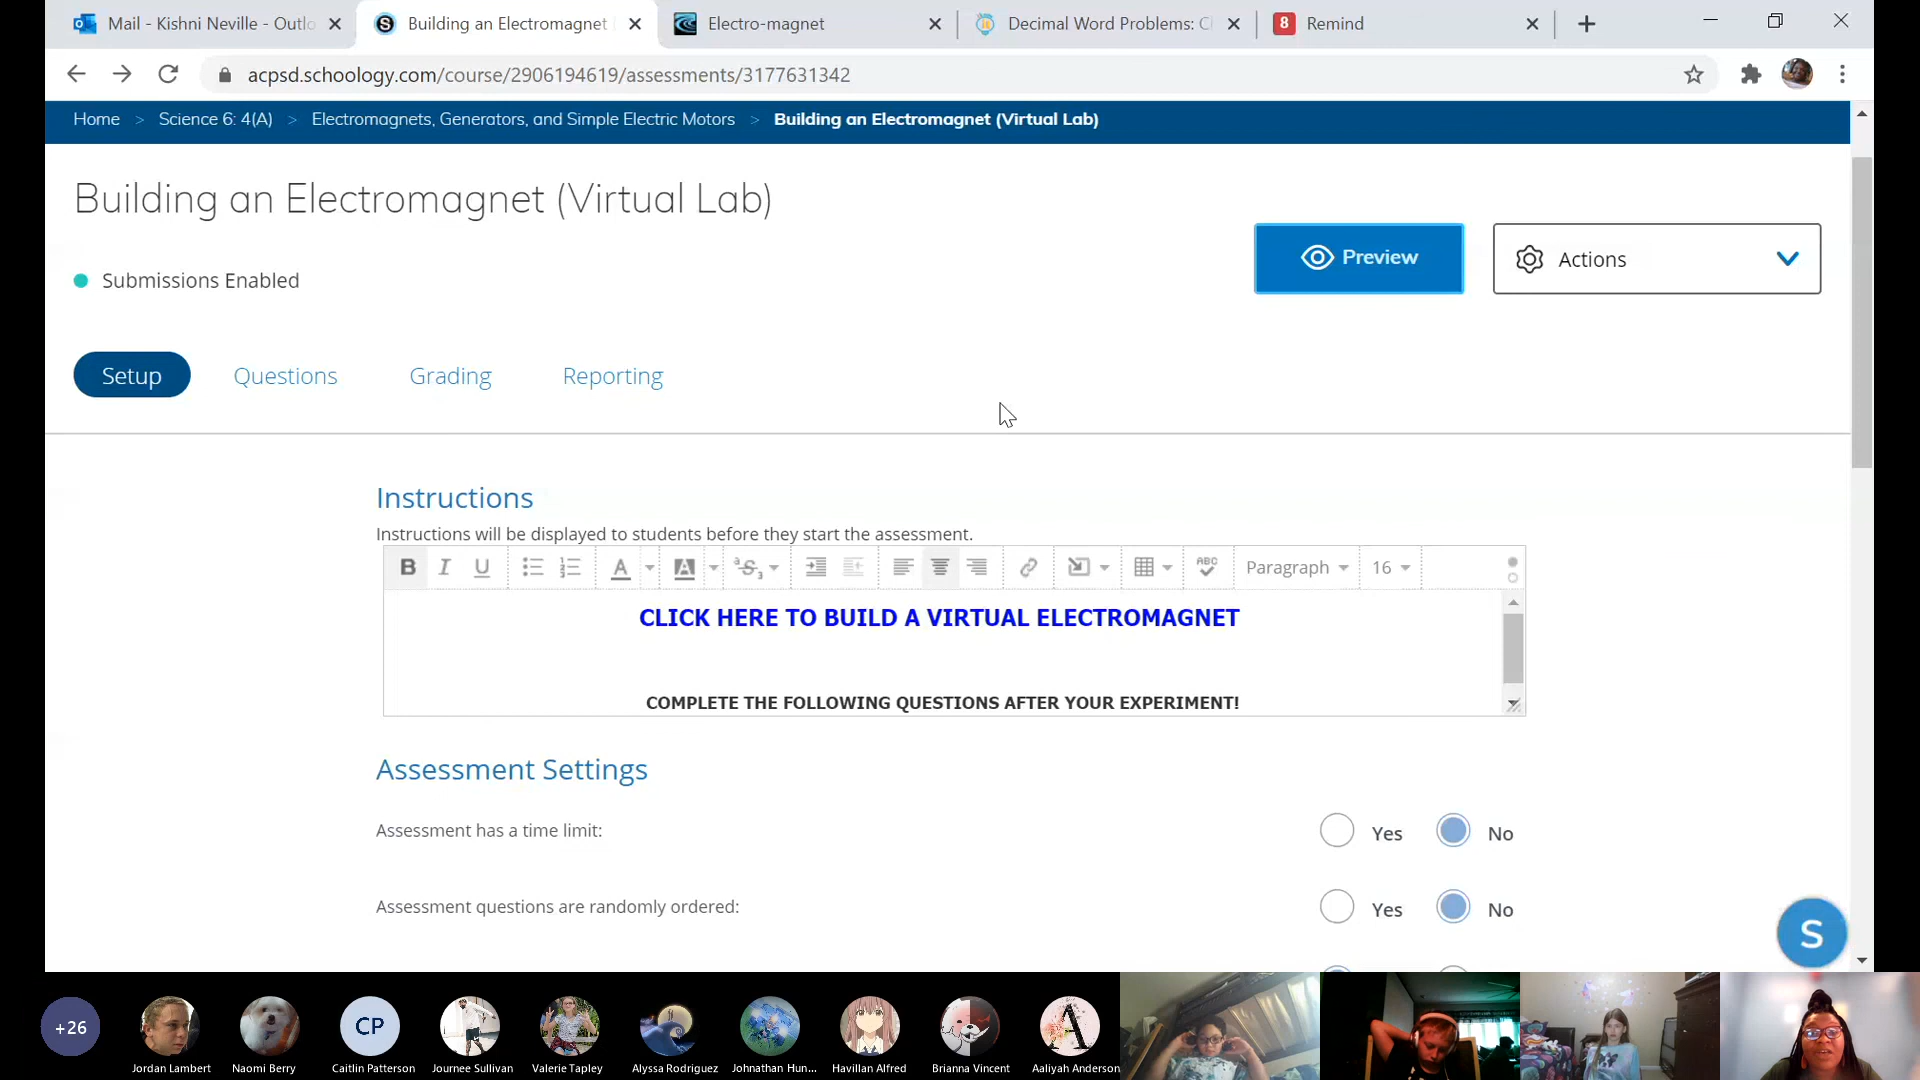 Mail - Kishni Neville - Outlo
Building an Electromagnet
Electro-magnet
Decimal Word Problems: C
8 Remind
acpsd.schoology.com/course/2906194619/assessments/3177631342
Home > Science 6: 4(A) > Electromagnets, Generators, and Simple Electric Motors > Building an Electromagnet (Virtual Lab)
Building an Electromagnet (Virtual Lab)
Preview
Actions
Submissions Enabled
Setup
Questions
Grading
Reporting
Instructions
Instructions will be displayed to students before they start the assessment.
B I U A A ABC Paragraph 16
CLICK HERE TO BUILD A VIRTUAL ELECTROMAGNET
COMPLETE THE FOLLOWING QUESTIONS AFTER YOUR EXPERIMENT!
Assessment Settings
Assessment has a time limit: Yes No
Assessment questions are randomly ordered: Yes No
S
+26
CP
A
Jordan Lambert
Naomi Berry
Caitlin Patterson
Journee Sullivan
Valerie Tapley
Alyssa Rodriguez
Johnathan Hun...
Havillan Alfred
Brianna Vincent
Aaliyah Anderson